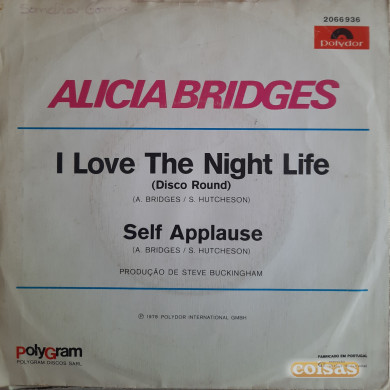 2066 936
Polydor
ALICIA BRIDGES
I Love The Night Life
(Disco Round)
(A. BRIDGES / S. HUTCHESON)
Self Applause
(A. BRIDGES / S. HUTCHESON)
PRODUÇÃO DE STEVE BUCKINGHAM
Ⓟ 1978 POLYDOR INTERNATIONAL GMBH
PolyGram
POLYGRAM DISCOS SARL
FABRICADO EM PORTUGAL
coisas